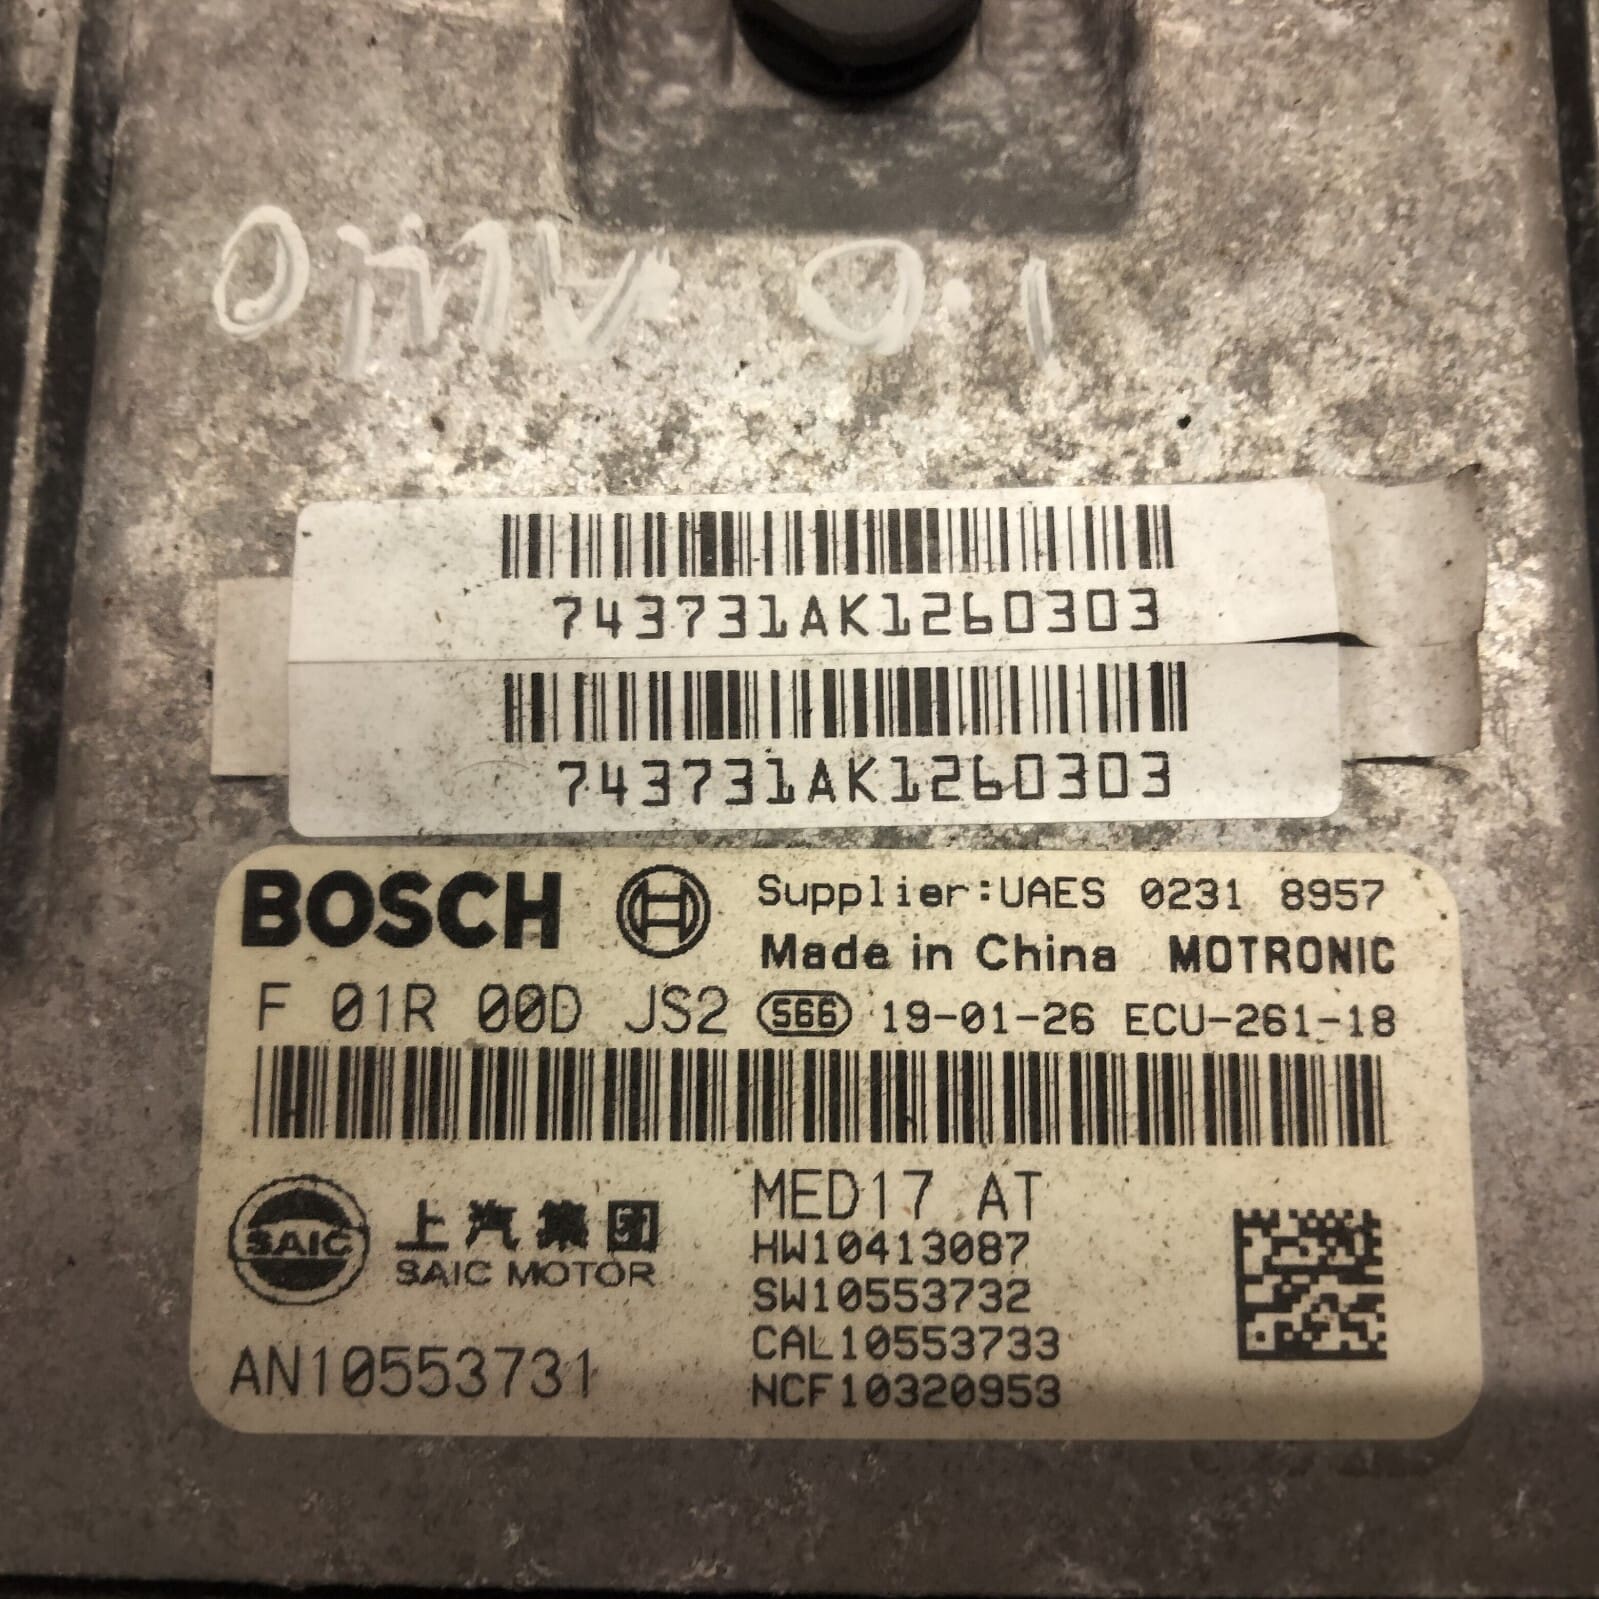 1.0
743731AK1260303
743731AK1260303
BOSCH Supplier:UAES 0231 8957
Made in China MOTRONIC
F 01R 00D JS2 S66 19-01-26 ECU-261-18
SAIC 上汽集团
SAIC MOTOR
AN10553731
MED17 AT
HW10413087
SW10553732
CAL10553733
NCF10320953